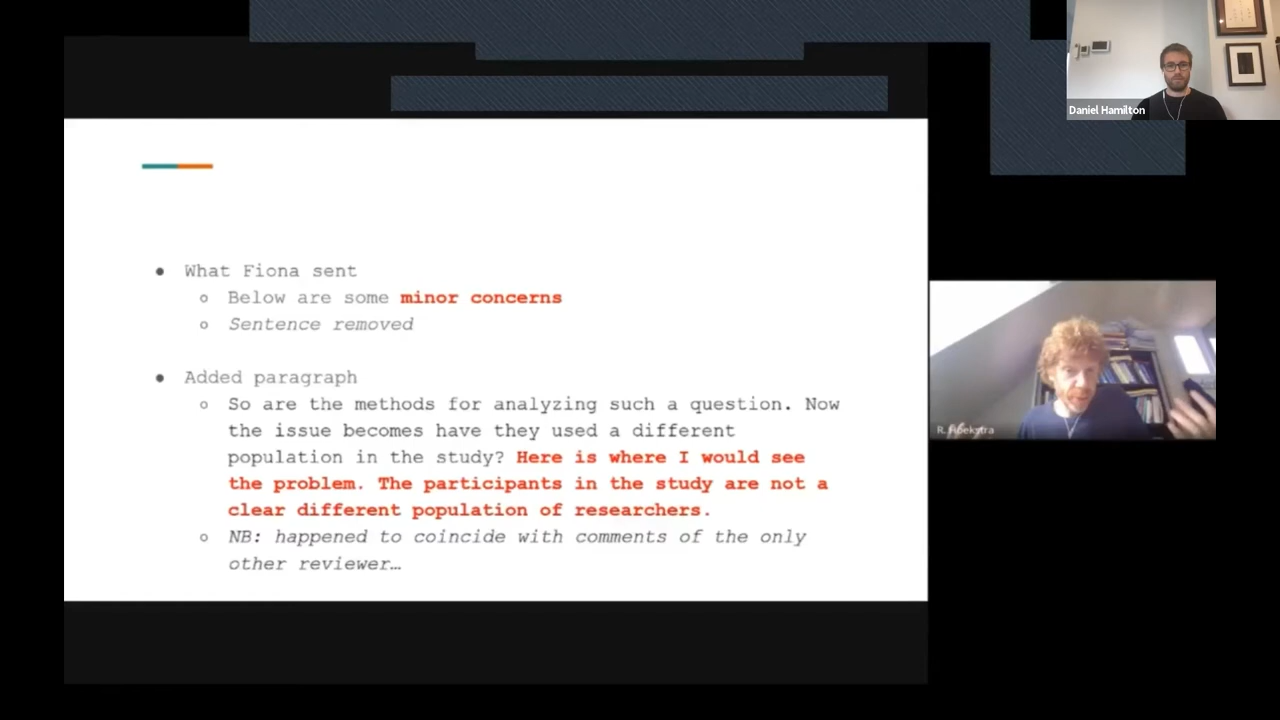 Daniel Hamilton
What Fiona sent
Below are some minor concerns
Sentence removed
Added paragraph
So are the methods for analyzing such a question. Now
the issue becomes have they used a different
population in the study? Here is where I would see
the problem. The participants in the study are not a
clear different population of researchers.
NB: happened to coincide with comments of the only
other reviewer…
R. Hoekstra